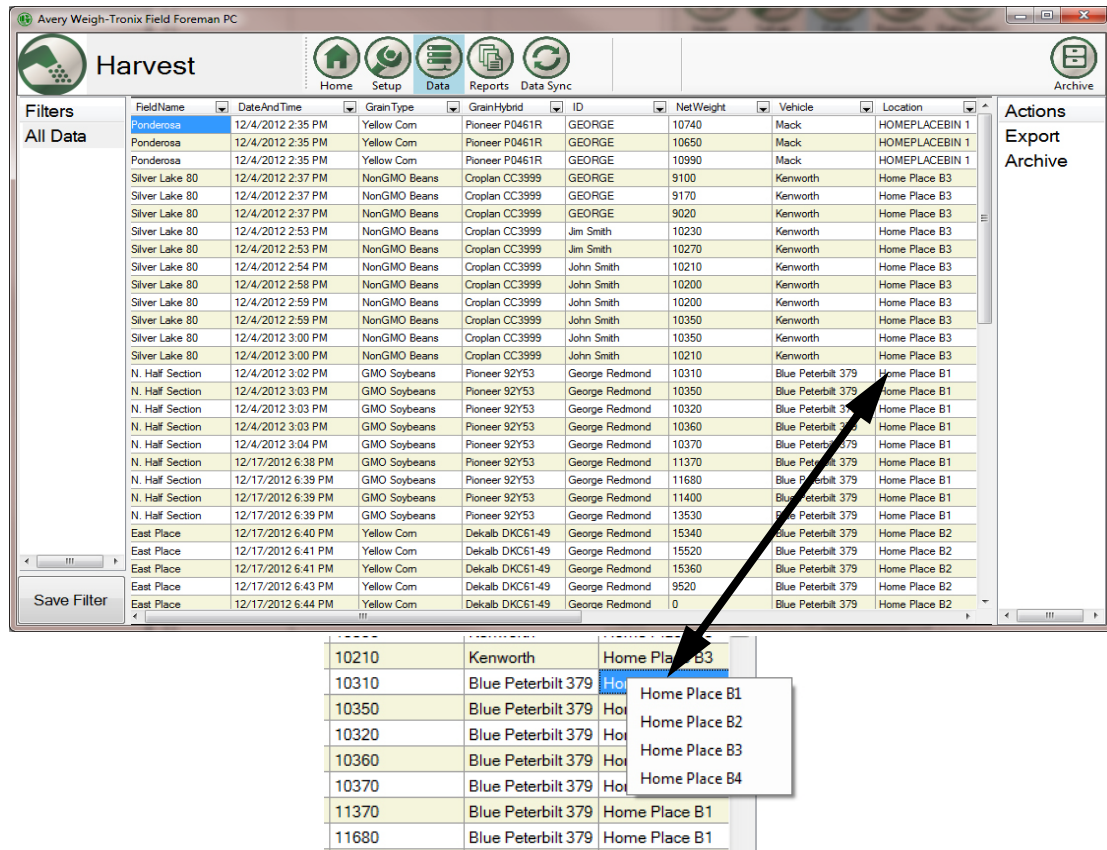 Avery Weigh-Tronix Field Foreman PC
Harvest
Home Setup Data Reports Data Sync Archive
Filters
All Data
Save Filter
FieldName DateAndTime GrainType GrainHybrid ID NetWeight Vehicle Location
Ponderosa 12/4/2012 2:35 PM Yellow Corn Pioneer P0461R GEORGE 10740 Mack HOMEPLACEBIN 1
Ponderosa 12/4/2012 2:35 PM Yellow Corn Pioneer P0461R GEORGE 10650 Mack HOMEPLACEBIN 1
Ponderosa 12/4/2012 2:35 PM Yellow Corn Pioneer P0461R GEORGE 10990 Mack HOMEPLACEBIN 1
Silver Lake 80 12/4/2012 2:37 PM NonGMO Beans Croplan CC3999 GEORGE 9100 Kenworth Home Place B3
Silver Lake 80 12/4/2012 2:37 PM NonGMO Beans Croplan CC3999 GEORGE 9170 Kenworth Home Place B3
Silver Lake 80 12/4/2012 2:37 PM NonGMO Beans Croplan CC3999 GEORGE 9020 Kenworth Home Place B3
Silver Lake 80 12/4/2012 2:53 PM NonGMO Beans Croplan CC3999 Jim Smith 10230 Kenworth Home Place B3
Silver Lake 80 12/4/2012 2:53 PM NonGMO Beans Croplan CC3999 Jim Smith 10270 Kenworth Home Place B3
Silver Lake 80 12/4/2012 2:54 PM NonGMO Beans Croplan CC3999 John Smith 10210 Kenworth Home Place B3
Silver Lake 80 12/4/2012 2:58 PM NonGMO Beans Croplan CC3999 John Smith 10200 Kenworth Home Place B3
Silver Lake 80 12/4/2012 2:59 PM NonGMO Beans Croplan CC3999 John Smith 10200 Kenworth Home Place B3
Silver Lake 80 12/4/2012 2:59 PM NonGMO Beans Croplan CC3999 John Smith 10350 Kenworth Home Place B3
Silver Lake 80 12/4/2012 3:00 PM NonGMO Beans Croplan CC3999 John Smith 10350 Kenworth Home Place B3
Silver Lake 80 12/4/2012 3:00 PM NonGMO Beans Croplan CC3999 John Smith 10210 Kenworth Home Place B3
N. Half Section 12/4/2012 3:02 PM GMO Soybeans Pioneer 92Y53 George Redmond 10310 Blue Peterbilt 379 Home Place B1
N. Half Section 12/4/2012 3:03 PM GMO Soybeans Pioneer 92Y53 George Redmond 10350 Blue Peterbilt 379 Home Place B1
N. Half Section 12/4/2012 3:03 PM GMO Soybeans Pioneer 92Y53 George Redmond 10320 Blue Peterbilt 379 Home Place B1
N. Half Section 12/4/2012 3:03 PM GMO Soybeans Pioneer 92Y53 George Redmond 10360 Blue Peterbilt 379 Home Place B1
N. Half Section 12/4/2012 3:04 PM GMO Soybeans Pioneer 92Y53 George Redmond 10370 Blue Peterbilt 379 Home Place B1
N. Half Section 12/17/2012 6:38 PM GMO Soybeans Pioneer 92Y53 George Redmond 11370 Blue Peterbilt 379 Home Place B1
N. Half Section 12/17/2012 6:39 PM GMO Soybeans Pioneer 92Y53 George Redmond 11680 Blue Peterbilt 379 Home Place B1
N. Half Section 12/17/2012 6:39 PM GMO Soybeans Pioneer 92Y53 George Redmond 11400 Blue Peterbilt 379 Home Place B1
N. Half Section 12/17/2012 6:39 PM GMO Soybeans Pioneer 92Y53 George Redmond 13530 Blue Peterbilt 379 Home Place B1
East Place 12/17/2012 6:40 PM Yellow Corn Dekalb DKC61-49 George Redmond 15340 Blue Peterbilt 379 Home Place B2
East Place 12/17/2012 6:41 PM Yellow Corn Dekalb DKC61-49 George Redmond 15520 Blue Peterbilt 379 Home Place B2
East Place 12/17/2012 6:41 PM Yellow Corn Dekalb DKC61-49 George Redmond 15360 Blue Peterbilt 379 Home Place B2
East Place 12/17/2012 6:43 PM Yellow Corn Dekalb DKC61-49 George Redmond 9520 Blue Peterbilt 379 Home Place B2
East Place 12/17/2012 6:44 PM Yellow Corn Dekalb DKC61-49 George Redmond 0 Blue Peterbilt 379 Home Place B2
Actions
Export
Archive
10210 Kenworth Home Place B3
10310 Blue Peterbilt 379
10350 Blue Peterbilt 379
10320 Blue Peterbilt 379
10360 Blue Peterbilt 379
10370 Blue Peterbilt 379
11370 Blue Peterbilt 379 Home Place B1
11680 Blue Peterbilt 379 Home Place B1
Home Place B1
Home Place B2
Home Place B3
Home Place B4